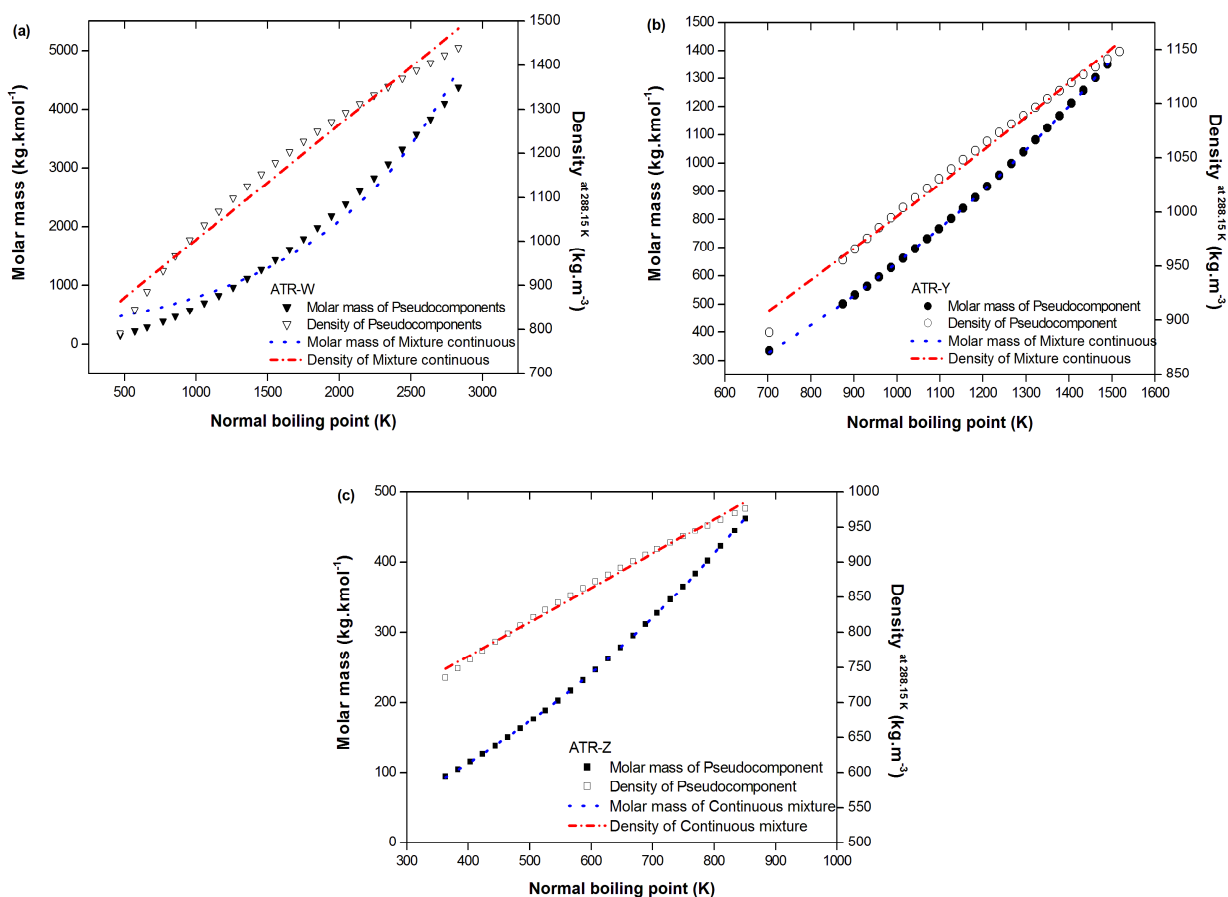 (a)
5000
4000
3000
2000
1000
0
Molar mass (kg.kmol-1)
500 1000 1500 2000 2500 3000
Normal boiling point (K)
1500
1400
1300
1200
1100
1000
900
800
700
Density at 288.15 K (kg.m-3)
ATR-W
Molar mass of Pseudocomponents
Density of Pseudocomponents
Molar mass of Mixture continuous
Density of Mixture continuous
(b)
1500
1400
1300
1200
1100
1000
900
800
700
600
500
400
300
Molar mass (kg.kmol-1)
600 700 800 900 1000 1100 1200 1300 1400 1500 1600
Normal boiling point (K)
1150
1100
1050
1000
950
900
850
Density at 288.15 K (kg.m-3)
ATR-Y
Molar mass of Pseudocomponent
Density of Pseudocomponent
Molar mass of Mixture continuous
Density of Mixture continuous
(c)
500
400
300
200
100
0
Molar mass (kg.kmol-1)
300 400 500 600 700 800 900 1000
Normal boiling point (K)
1000
950
900
850
800
750
700
650
600
550
500
Density at 288.15 K (kg.m-3)
ATR-Z
Molar mass of Pseudocomponent
Density of Pseudocomponent
Molar mass of Continuous mixture
Density of Continuous mixture